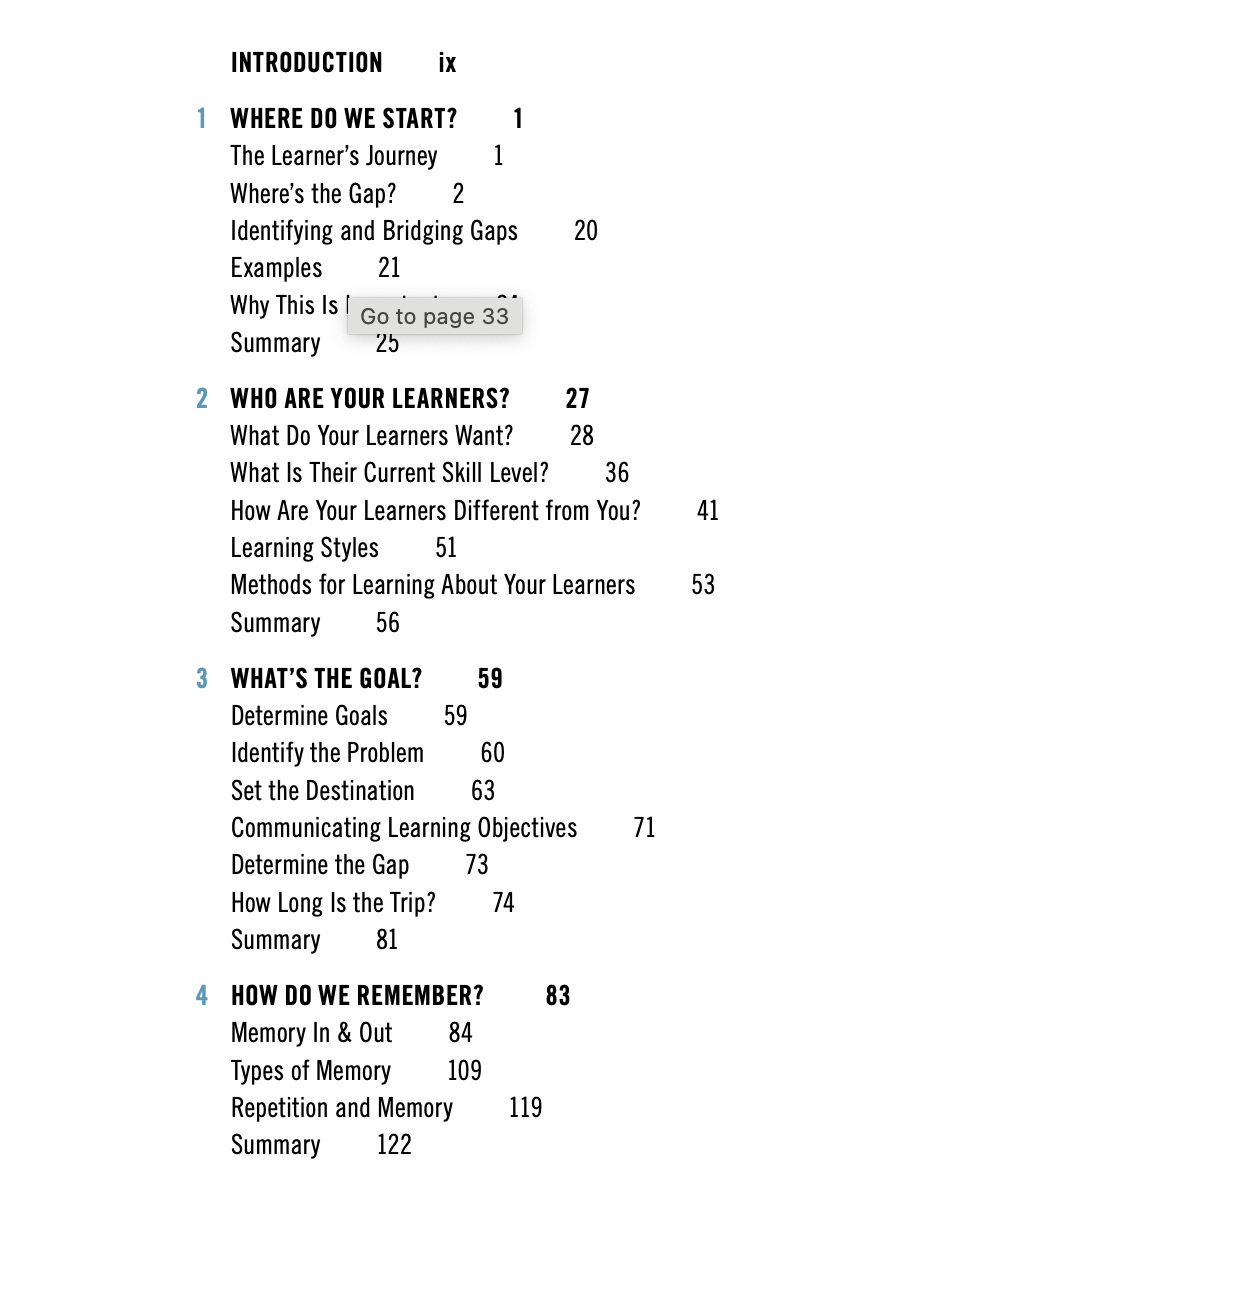 INTRODUCTION ix
1 WHERE DO WE START? 1
The Learner’s Journey 1
Where’s the Gap? 2
Identifying and Bridging Gaps 20
Examples 21
Why This Is
Go to page 33
Summary 25
2 WHO ARE YOUR LEARNERS? 27
What Do Your Learners Want? 28
What Is Their Current Skill Level? 36
How Are Your Learners Different from You? 41
Learning Styles 51
Methods for Learning About Your Learners 53
Summary 56
3 WHAT’S THE GOAL? 59
Determine Goals 59
Identify the Problem 60
Set the Destination 63
Communicating Learning Objectives 71
Determine the Gap 73
How Long Is the Trip? 74
Summary 81
4 HOW DO WE REMEMBER? 83
Memory In & Out 84
Types of Memory 109
Repetition and Memory 119
Summary 122